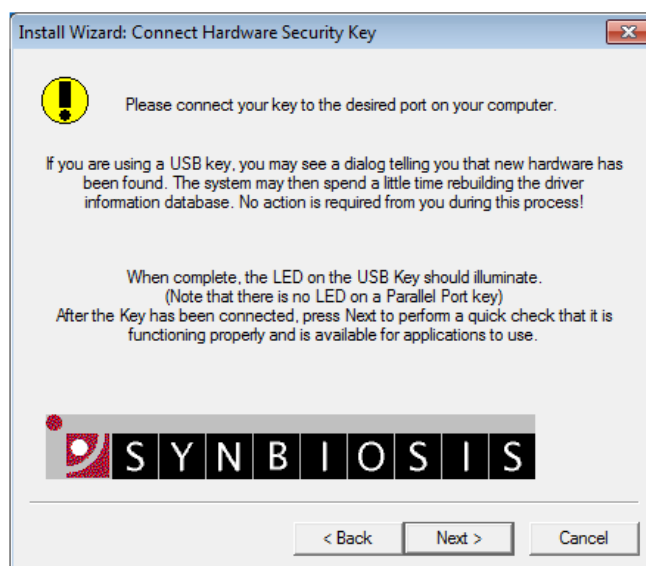 Install Wizard: Connect Hardware Security Key
Please connect your key to the desired port on your computer.
If you are using a USB key, you may see a dialog telling you that new hardware has
been found. The system may then spend a little time rebuilding the driver
information database. No action is required from you during this process!
When complete, the LED on the USB Key should illuminate.
(Note that there is no LED on a Parallel Port key)
After the Key has been connected, press Next to perform a quick check that it is
functioning properly and is available for applications to use.
SYNBIOSIS
< Back Next > Cancel